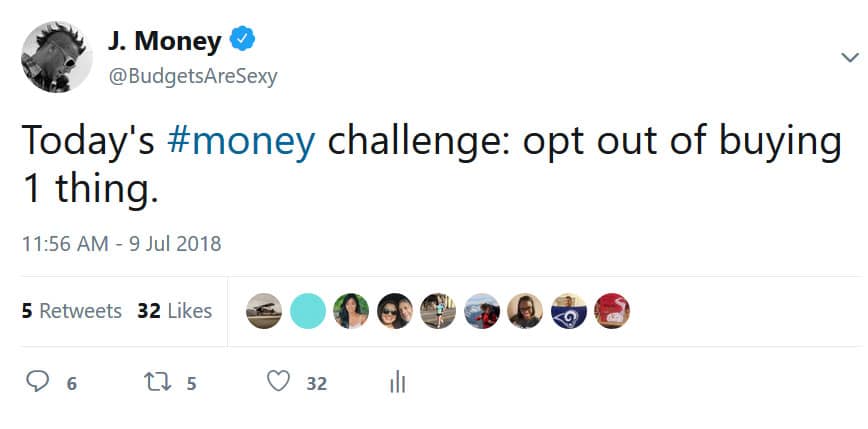 J. Money
@BudgetsAreSexy
Today's #money challenge: opt out of buying
1 thing.
11:56 AM - 9 Jul 2018
5 Retweets 32 Likes
6 5 32